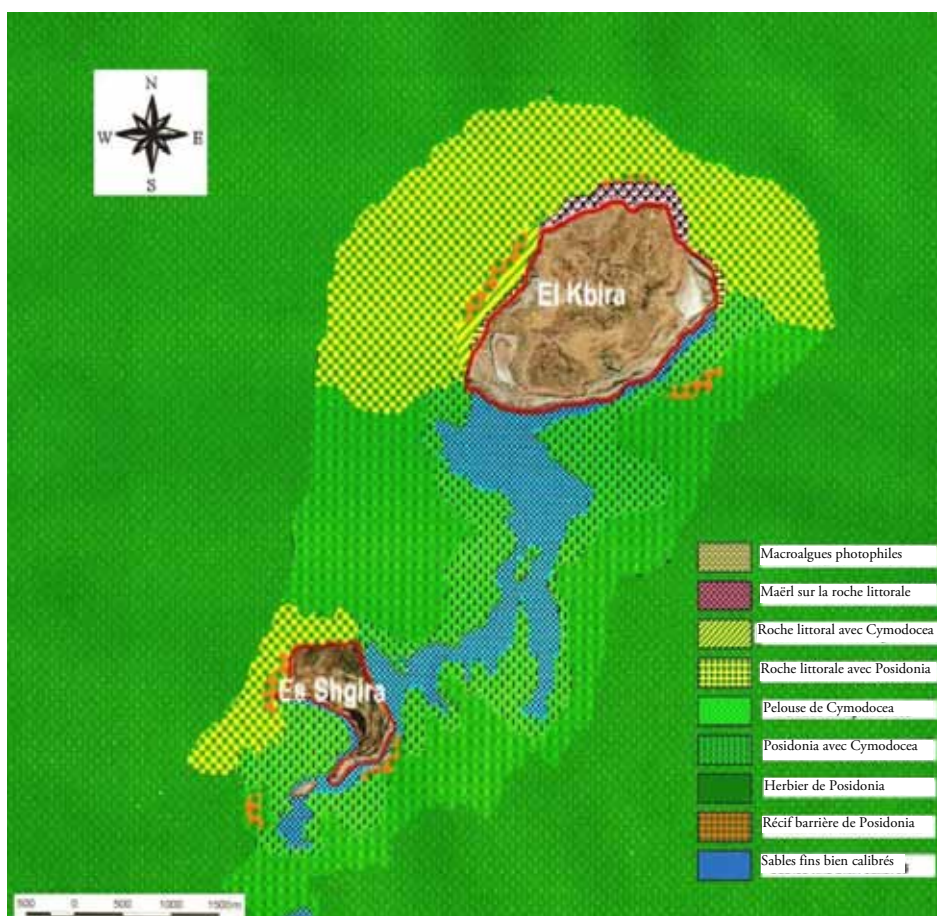 N
W E
S
El Kbira
Es Shgira
Macroalgues photophiles
Maërl sur la roche littorale
Roche littoral avec Cymodocea
Roche littorale avec Posidonia
Pelouse de Cymodocea
Posidonia avec Cymodocea
Herbier de Posidonia
Récif barrière de Posidonia
Sables fins bien calibrés
500 0 500 1000 1500m